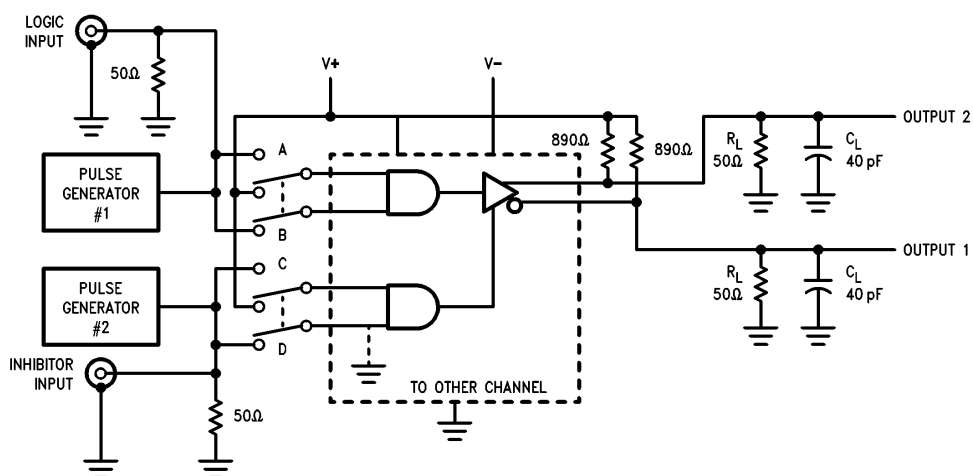 LOGIC
INPUT
50Ω
V+
V−
OUTPUT 2
890Ω
890Ω
R_L
50Ω
C_L
40 pF
A
PULSE
GENERATOR
#1
B
OUTPUT 1
C
R_L
50Ω
C_L
40 pF
PULSE
GENERATOR
#2
D
INHIBITOR
INPUT
TO OTHER CHANNEL
50Ω